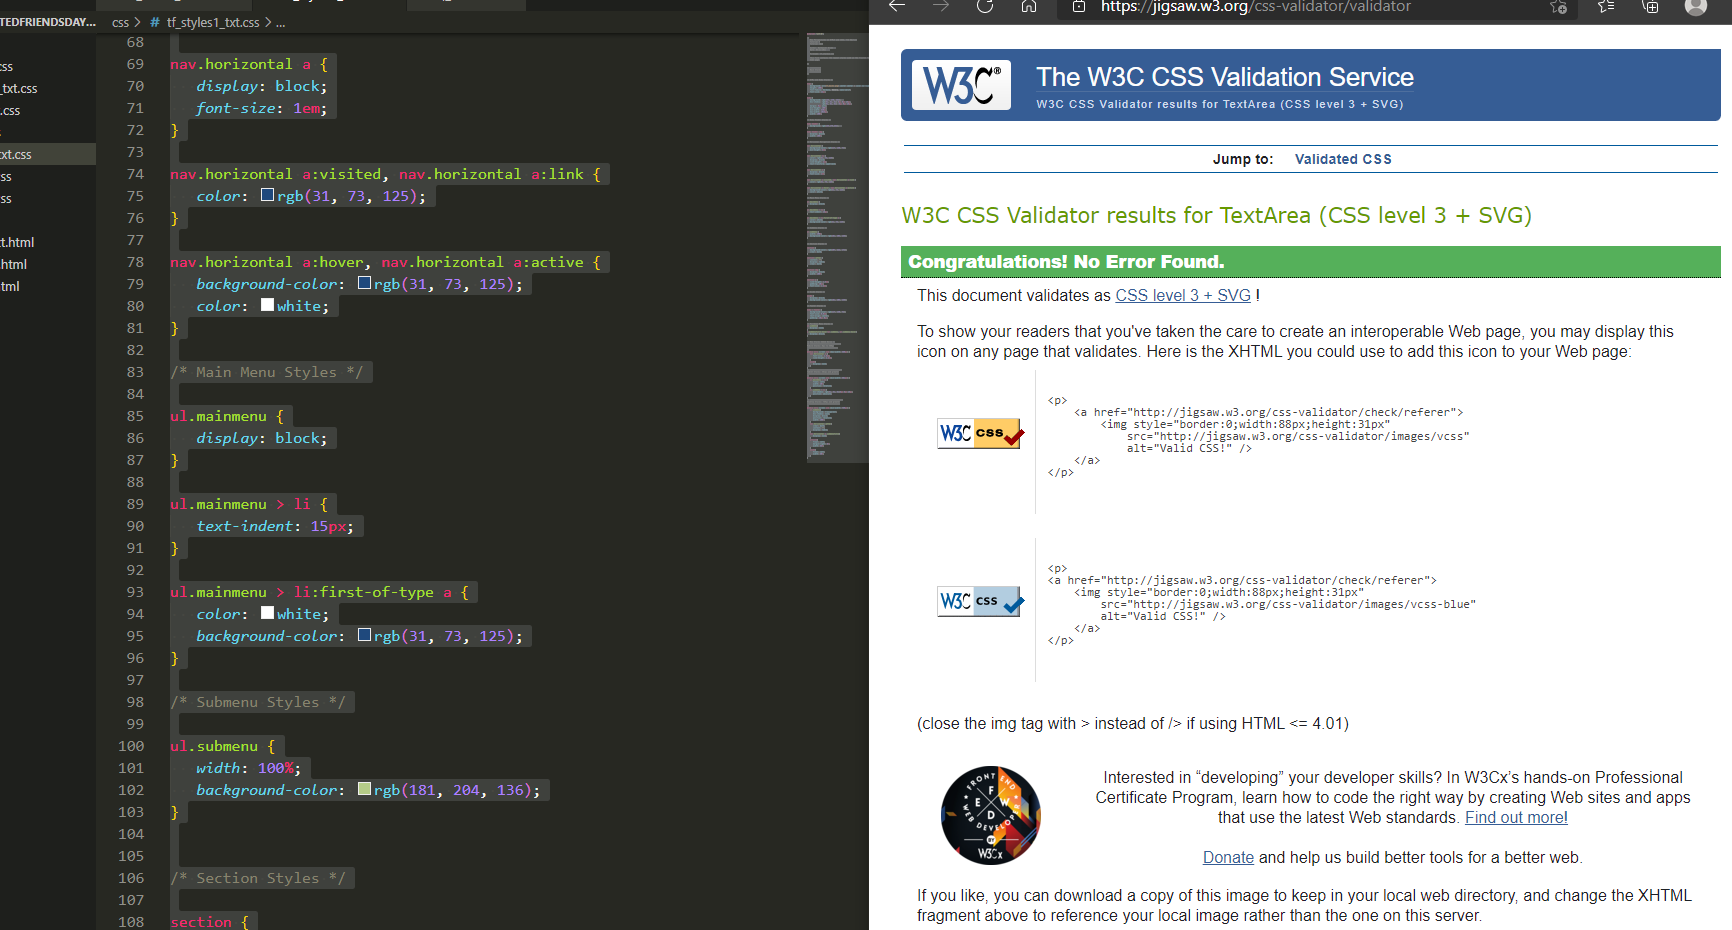 TEDFRIENDSDAY...
css > # tf_styles1_txt.css > ...
css
_txt.css
.css
s
xt.css
ss
ss
t.html
html
tml
68
69 nav.horizontal a {
70 display: block;
71 font-size: 1em;
72 }
73
74 nav.horizontal a:visited, nav.horizontal a:link {
75 color: rgb(31, 73, 125);
76 }
77
78 nav.horizontal a:hover, nav.horizontal a:active {
79 background-color: rgb(31, 73, 125);
80 color: white;
81 }
82
83 /* Main Menu Styles */
84
85 ul.mainmenu {
86 display: block;
87 }
88
89 ul.mainmenu > li {
90 text-indent: 15px;
91 }
92
93 ul.mainmenu > li:first-of-type a {
94 color: white;
95 background-color: rgb(31, 73, 125);
96 }
97
98 /* Submenu Styles */
99
100 ul.submenu {
101 width: 100%;
102 background-color: rgb(181, 204, 136);
103 }
104
105
106 /* Section Styles */
107
108 section {
https://jigsaw.w3.org/css-validator/validator
W3C®
The W3C CSS Validation Service
W3C CSS Validator results for TextArea (CSS level 3 + SVG)
Jump to: Validated CSS
W3C CSS Validator results for TextArea (CSS level 3 + SVG)
Congratulations! No Error Found.
This document validates as CSS level 3 + SVG !
To show your readers that you've taken the care to create an interoperable Web page, you may display this
icon on any page that validates. Here is the XHTML you could use to add this icon to your Web page:
W3C css
<p>
<a href="http://jigsaw.w3.org/css-validator/check/referer">
<img style="border:0;width:88px;height:31px"
src="http://jigsaw.w3.org/css-validator/images/vcss"
alt="Valid CSS!" />
</a>
</p>
W3C css
<p>
<a href="http://jigsaw.w3.org/css-validator/check/referer">
<img style="border:0;width:88px;height:31px"
src="http://jigsaw.w3.org/css-validator/images/vcss-blue"
alt="Valid CSS!" />
</a>
</p>
(close the img tag with > instead of /> if using HTML <= 4.01)
FRONT END
WEB DEVELOP
F E W D
W3Cx
Interested in “developing” your developer skills? In W3Cx’s hands-on Professional
Certificate Program, learn how to code the right way by creating Web sites and apps
that use the latest Web standards. Find out more!
Donate and help us build better tools for a better web.
If you like, you can download a copy of this image to keep in your local web directory, and change the XHTML
fragment above to reference your local image rather than the one on this server.